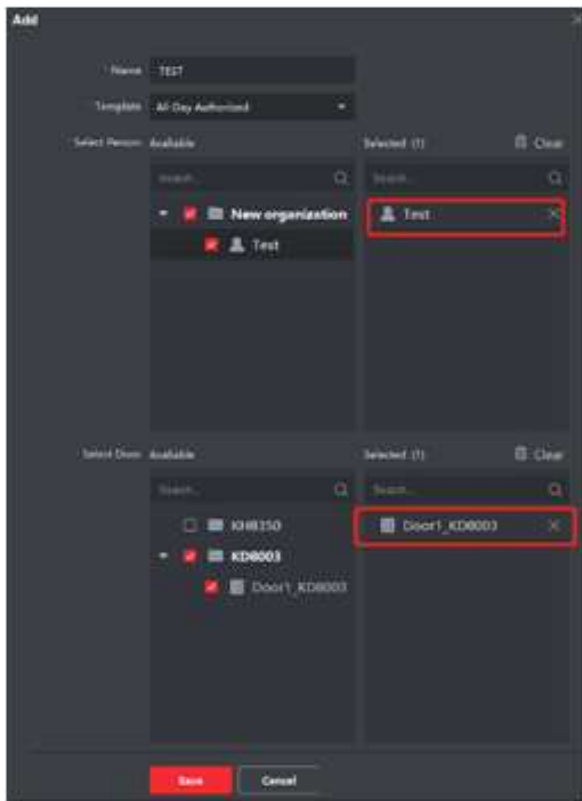 Add
* Name TEST
* Template All-Day Authorized
* Select Person Available Selected (1) Clear
Search... Search...
New organization Test
Test
* Select Door Available Selected (1) Clear
Search... Search...
KH8350 Door1_KD8003
KD8003
Door1_KD8003
Save Cancel